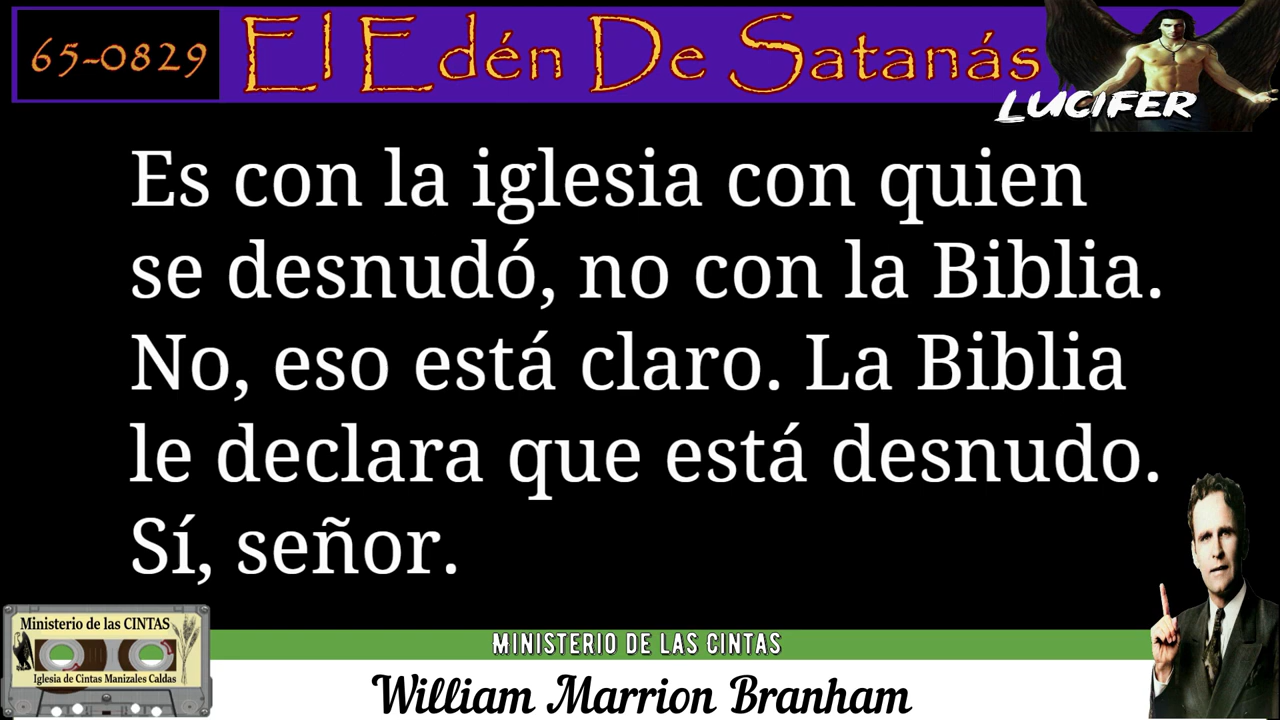 65-0829 El Edén De Satanás
LUCIFER
Es con la iglesia con quien
se desnudó, no con la Biblia.
No, eso está claro. La Biblia
le declara que está desnudo.
Sí, señor.
Ministerio de las CINTAS
Iglesia de Cintas Manizales Caldas
MINISTERIO DE LAS CINTAS
William Marrion Branham